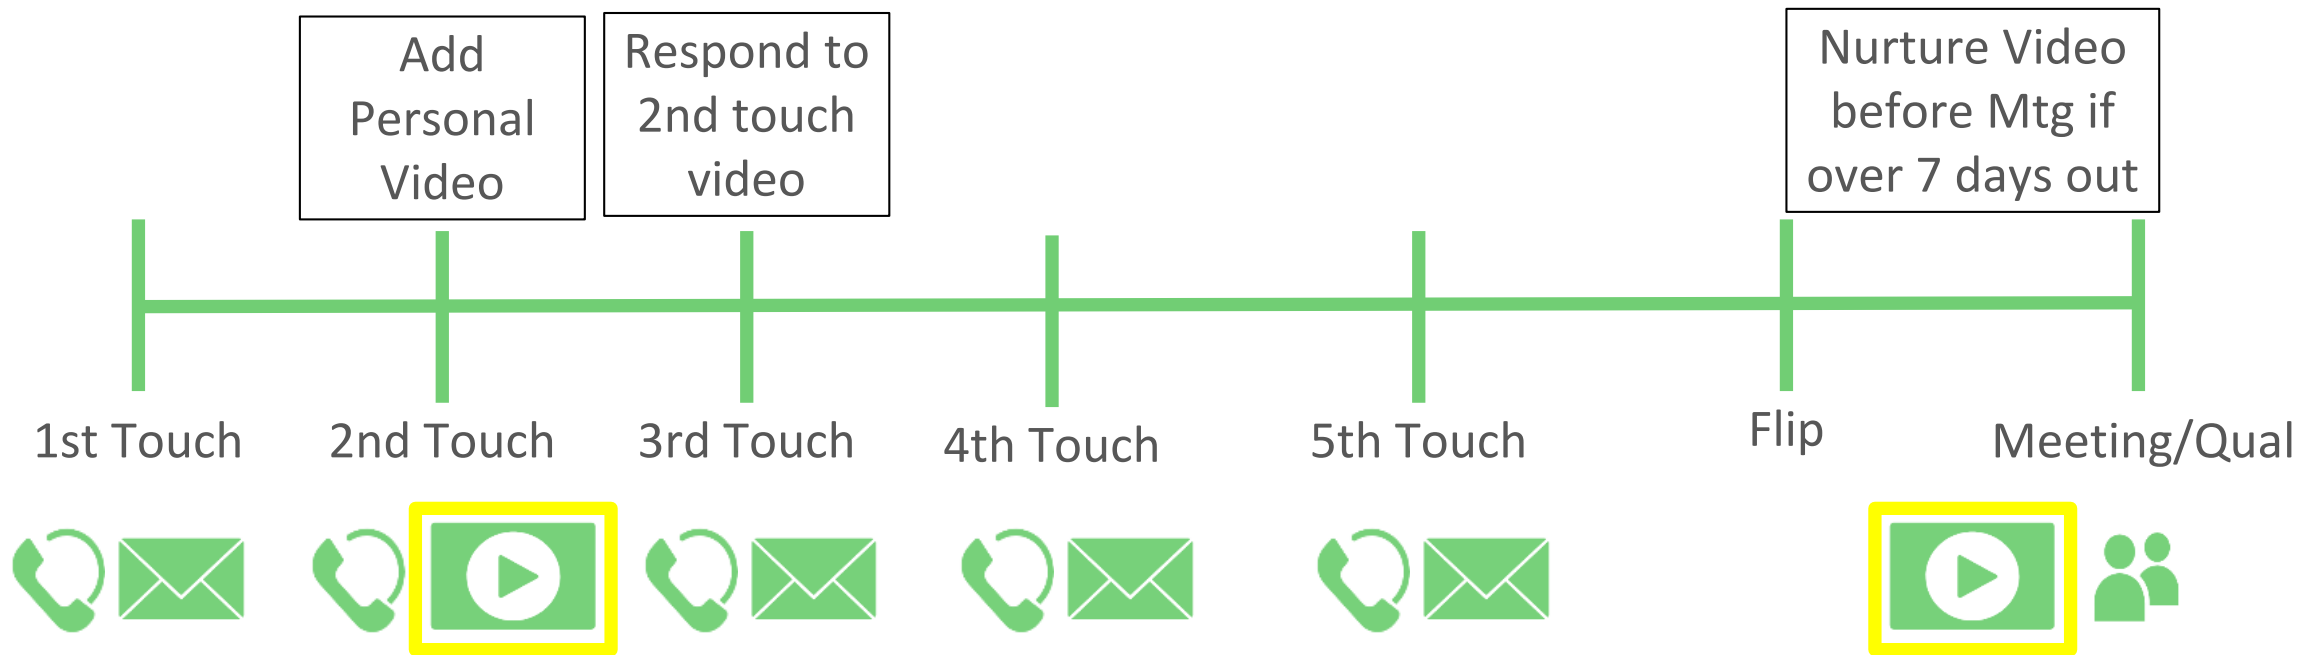 Add
Personal
Video
Respond to
2nd touch
video
Nurture Video
before Mtg if
over 7 days out
1st Touch
2nd Touch
3rd Touch
4th Touch
5th Touch
Flip
Meeting/Qual